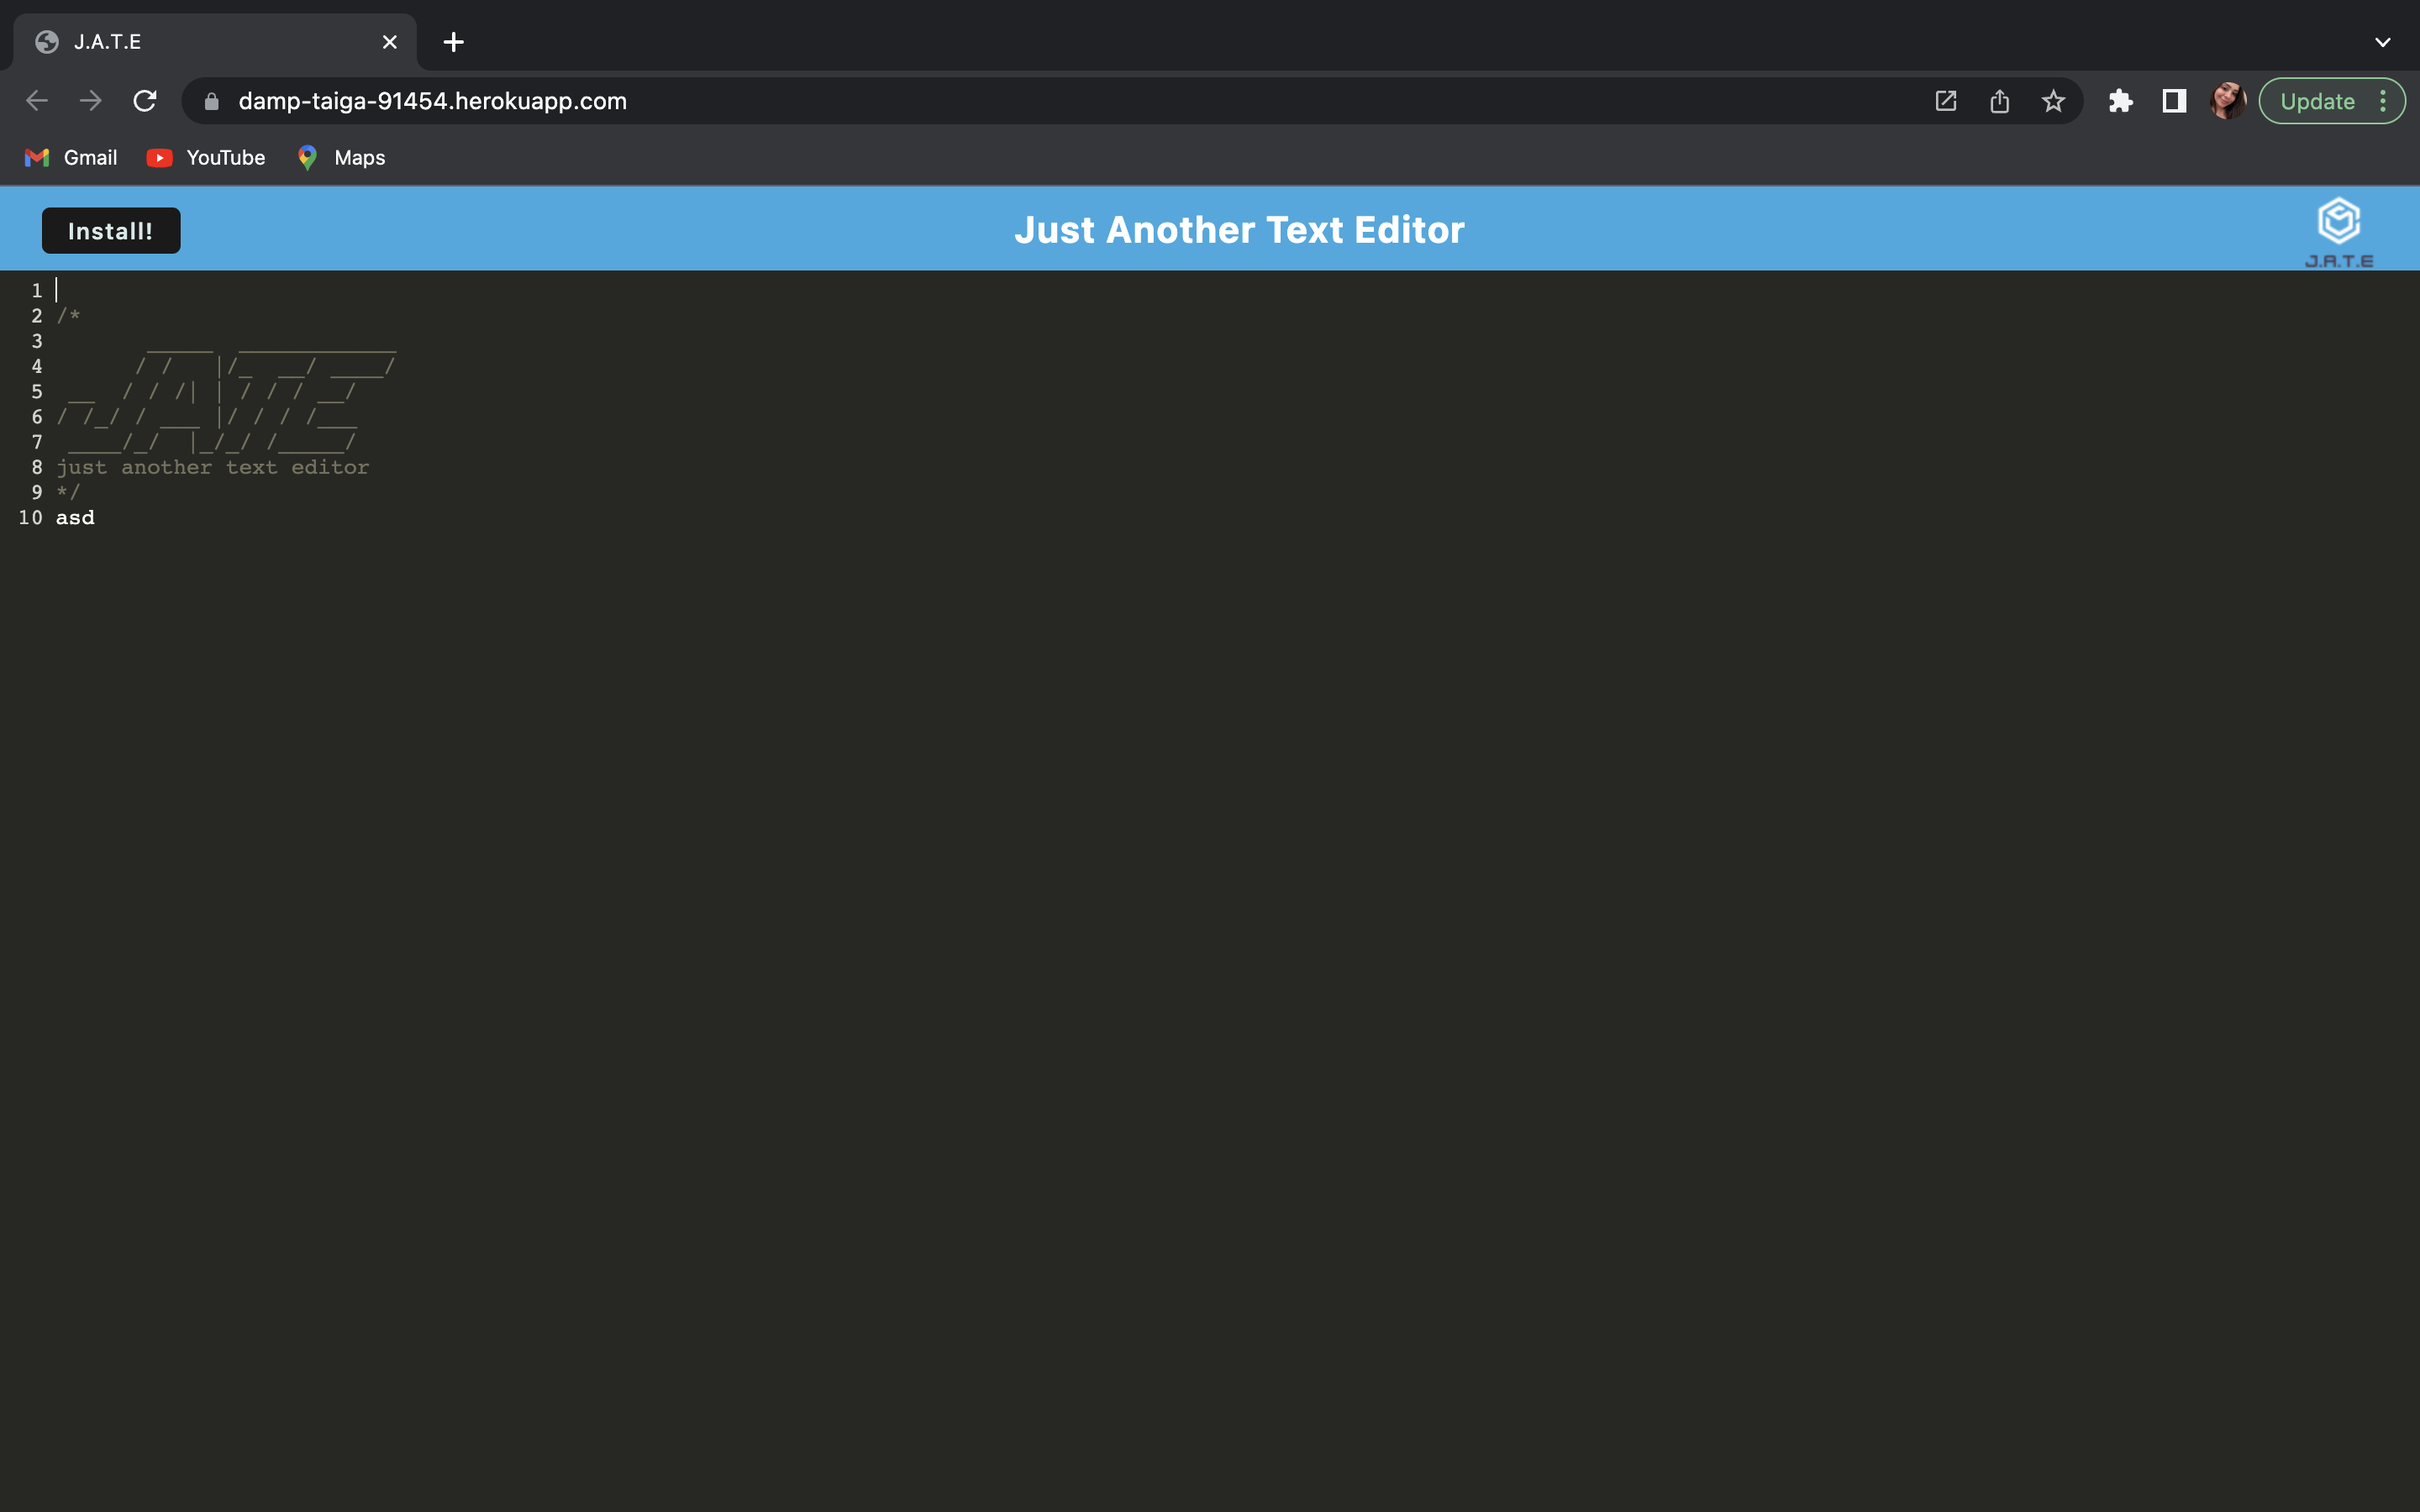 J.A.T.E
damp-taiga-91454.herokuapp.com
Update
Gmail YouTube Maps
Install!
Just Another Text Editor
J.A.T.E
1
2 /*
3        _____  ____________
4       / /    |/_  __/ ____/
5  __  / / /| | / / / __/
6 / /_/ / ___ |/ / / /___
7  ____/_/  |_/_/ /_____/
8 just another text editor
9 */
10 asd